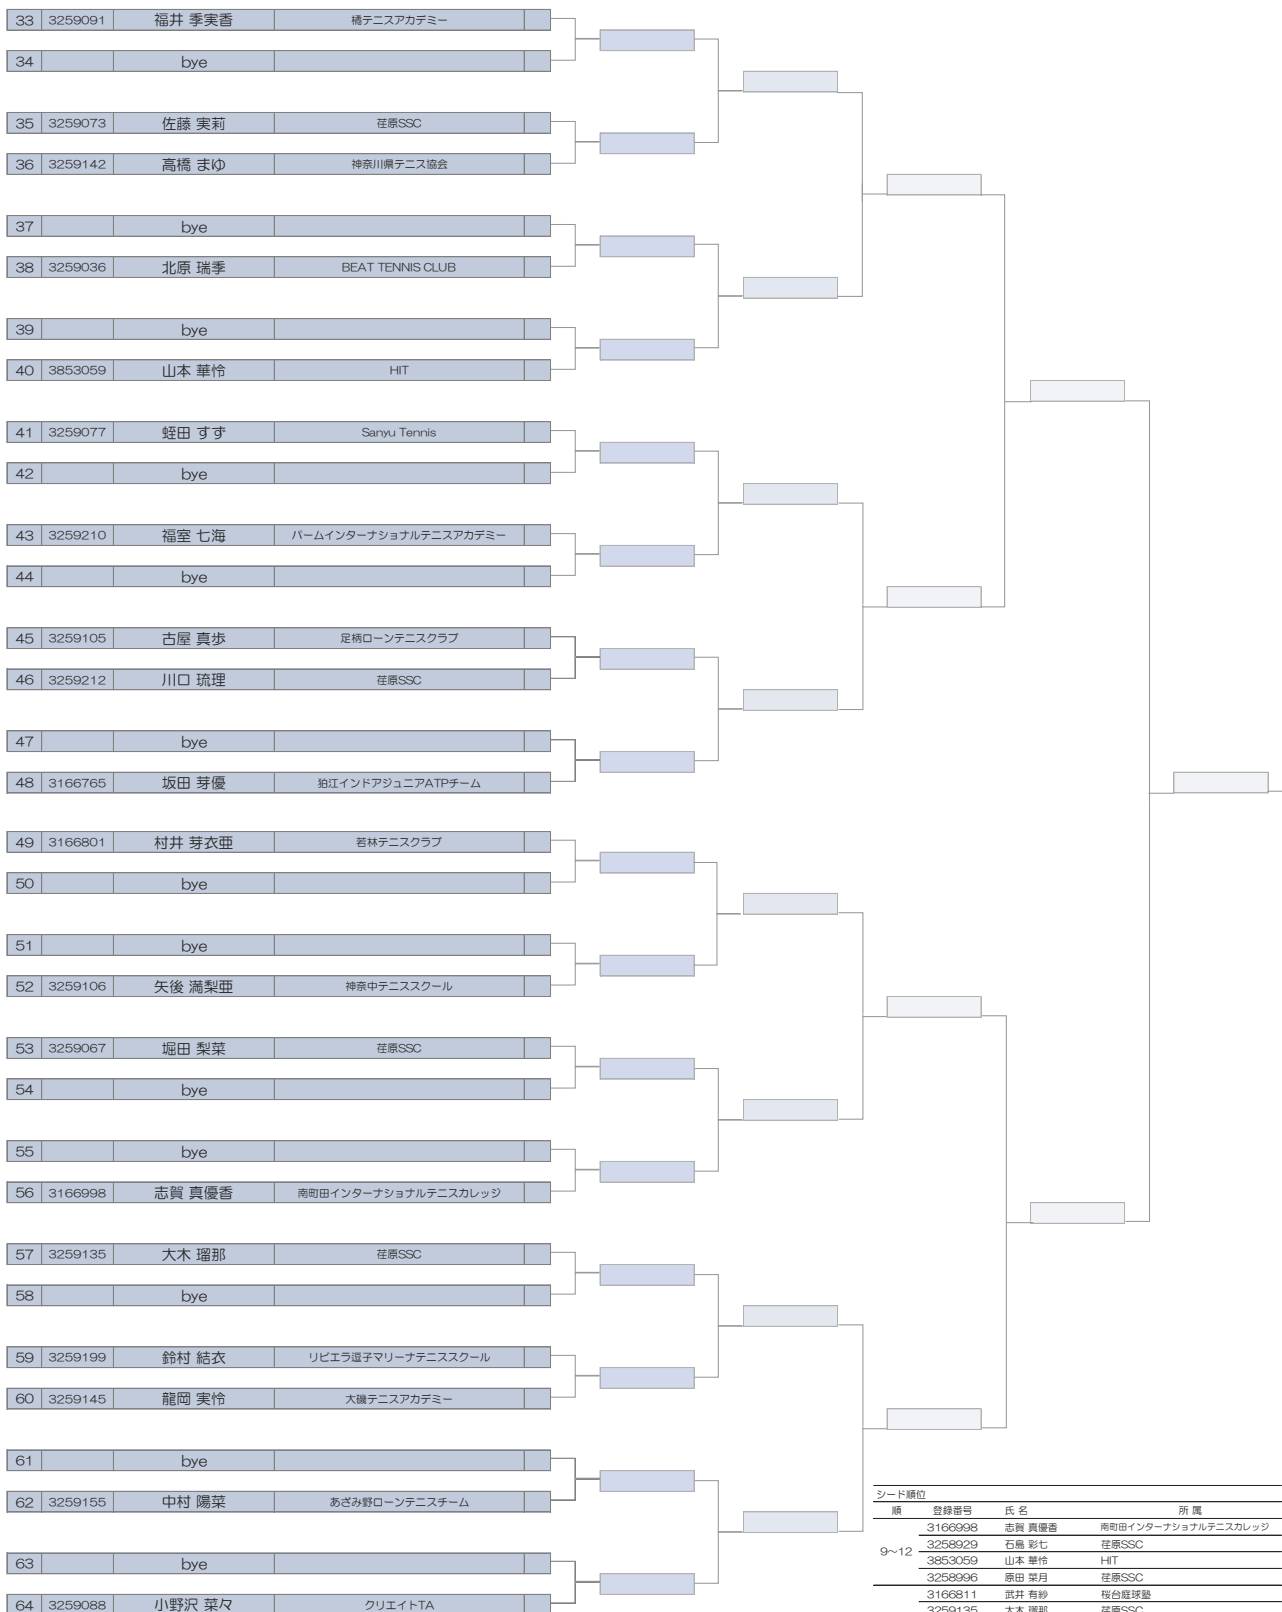 33 3259091 福井 季実香 橘テニスアカデミー
34 bye
35 3259073 佐藤 実莉 荏原SSC
36 3259142 高橋 まゆ 神奈川県テニス協会
37 bye
38 3259036 北原 瑞季 BEAT TENNIS CLUB
39 bye
40 3853059 山本 華怜 HIT
41 3259077 蛭田 すず Sanyu Tennis
42 bye
43 3259210 福室 七海 パームインターナショナルテニスアカデミー
44 bye
45 3259105 古屋 真歩 足柄ローンテニスクラブ
46 3259212 川口 琉理 荏原SSC
47 bye
48 3166765 坂田 芽優 狛江インドアジュニアATPチーム
49 3166801 村井 芽衣亜 若林テニスクラブ
50 bye
51 bye
52 3259106 矢後 満梨亜 神奈中テニススクール
53 3259067 堀田 梨菜 荏原SSC
54 bye
55 bye
56 3166998 志賀 真優香 南町田インターナショナルテニスカレッジ
57 3259135 大木 瑠那 荏原SSC
58 bye
59 3259199 鈴村 結衣 リビエラ逗子マリーナテニススクール
60 3259145 龍岡 実怜 大磯テニスアカデミー
61 bye
62 3259155 中村 陽菜 あざみ野ローンテニスチーム
63 bye
64 3259088 小野沢 菜々 クリエイトTA
シード順位
順 登録番号 氏 名 所 属
9~12
3166998 志賀 真優香 南町田インターナショナルテニスカレッジ
3258929 石島 彩七 荏原SSC
3853059 山本 華怜 HIT
3258996 原田 菜月 荏原SSC
3166811 武井 有紗 桜台庭球塾
3259135 大木 瑠那 荏原SSC